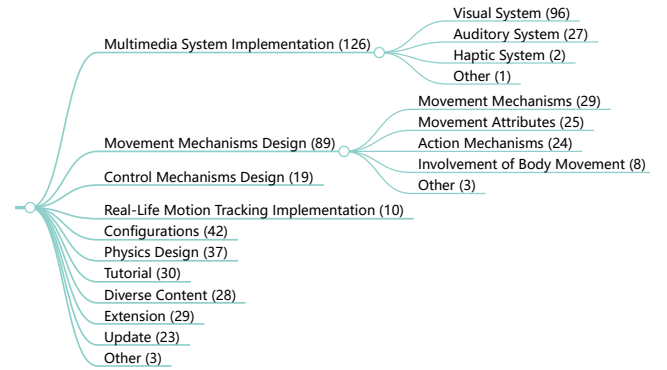 Multimedia System Implementation (126)
Visual System (96)
Auditory System (27)
Haptic System (2)
Other (1)
Movement Mechanisms Design (89)
Movement Mechanisms (29)
Movement Attributes (25)
Action Mechanisms (24)
Involvement of Body Movement (8)
Other (3)
Control Mechanisms Design (19)
Real-Life Motion Tracking Implementation (10)
Configurations (42)
Physics Design (37)
Tutorial (30)
Diverse Content (28)
Extension (29)
Update (23)
Other (3)